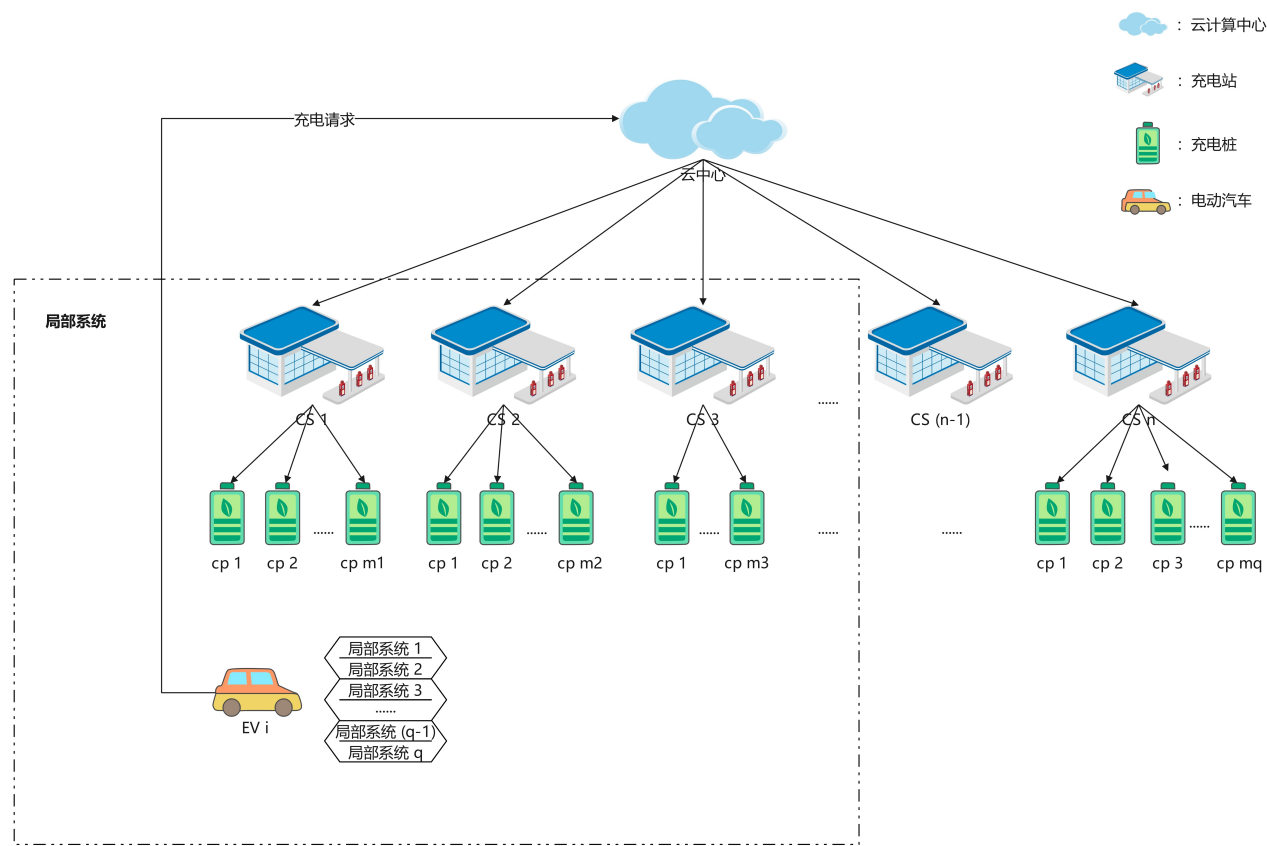 ：云计算中心
：充电站
充电请求
：充电桩
云中心
：电动汽车
局部系统
......
CS 1
CS 2
CS 3
CS (n-1)
CS n
...... ...... ...... ...... ...... ......
cp 1
cp 2
cp m1
cp 1
cp 2
cp m2
cp 1
cp m3
cp 1
cp 2
cp 3
cp mq
局部系统 1
局部系统 2
局部系统 3
......
局部系统 (q-1)
局部系统 q
EV i